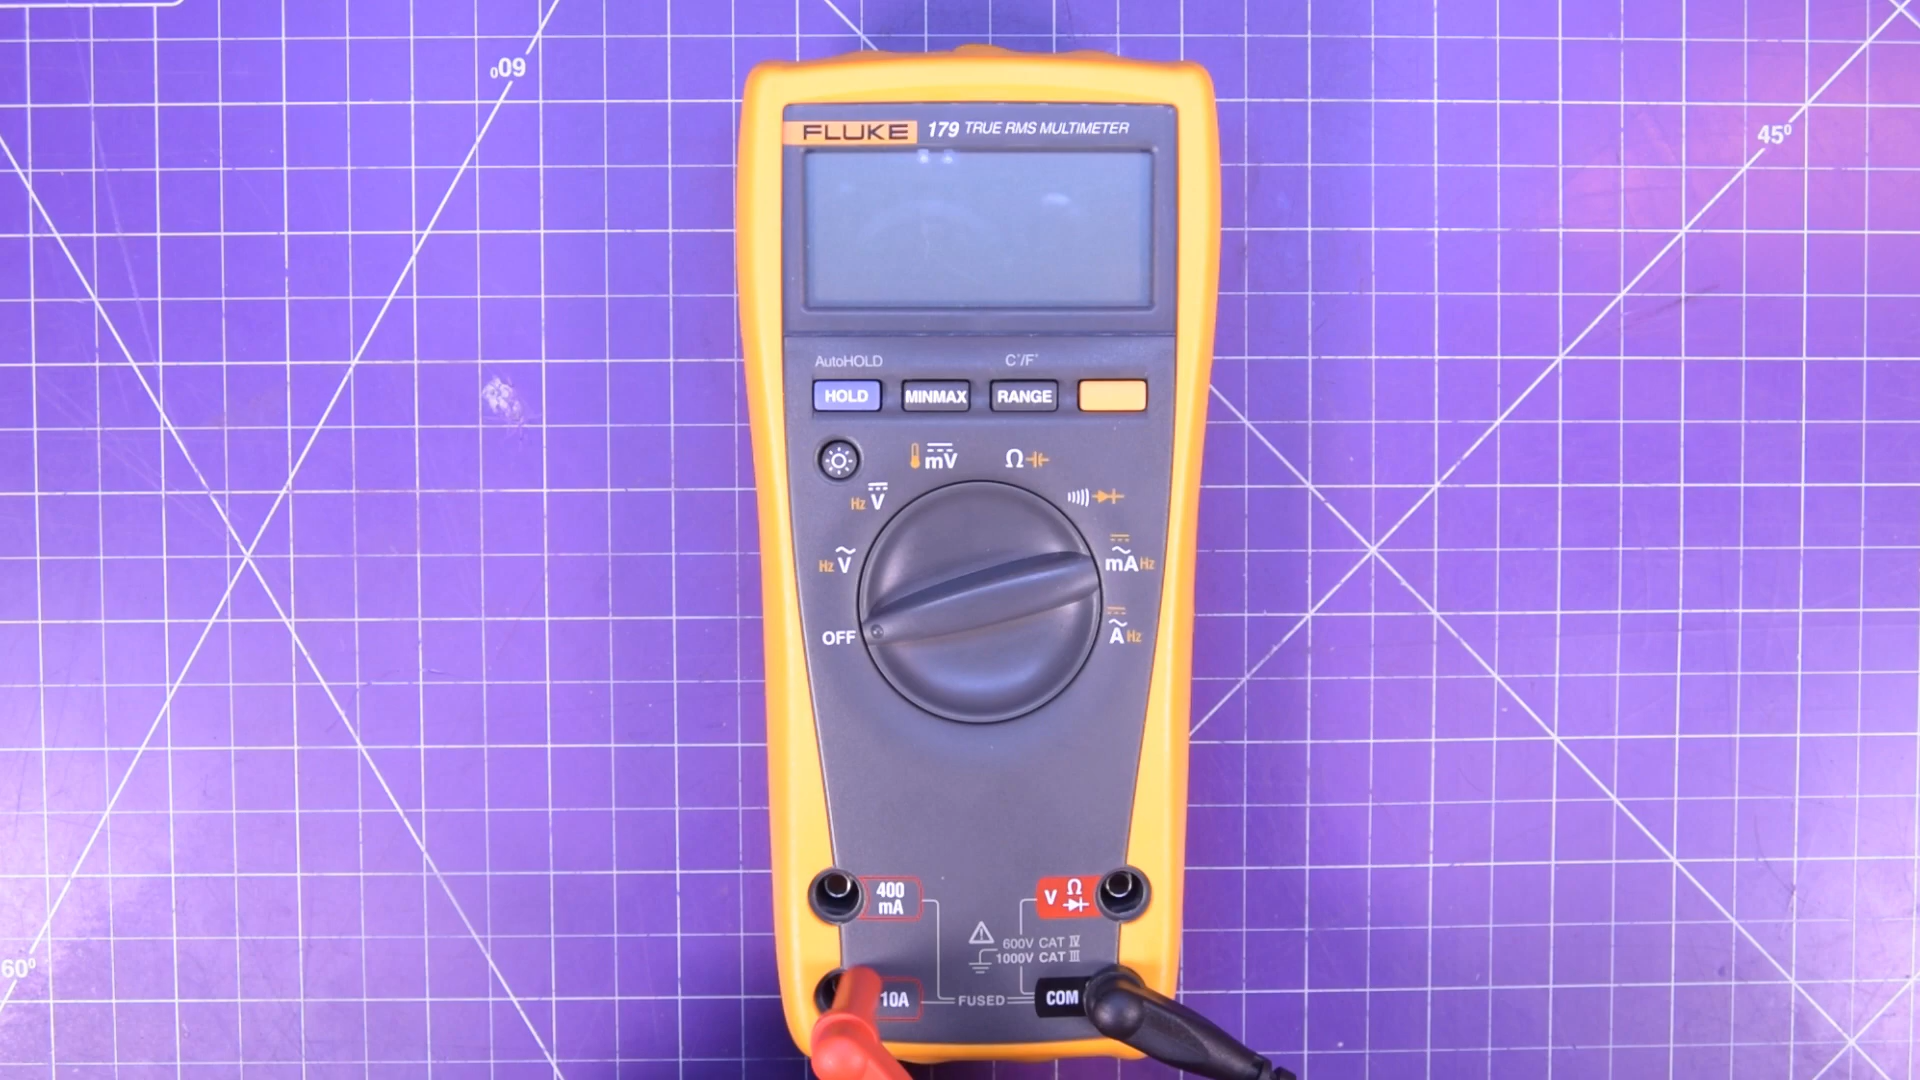 60°
45°
FLUKE 179 TRUE RMS MULTIMETER
AutoHOLD C°/F°
HOLD MINMAX RANGE
mV Ω
Hz V
Hz V mA Hz
OFF A Hz
400 mA V Ω
600V CAT IV
1000V CAT III
60°
10A FUSED COM